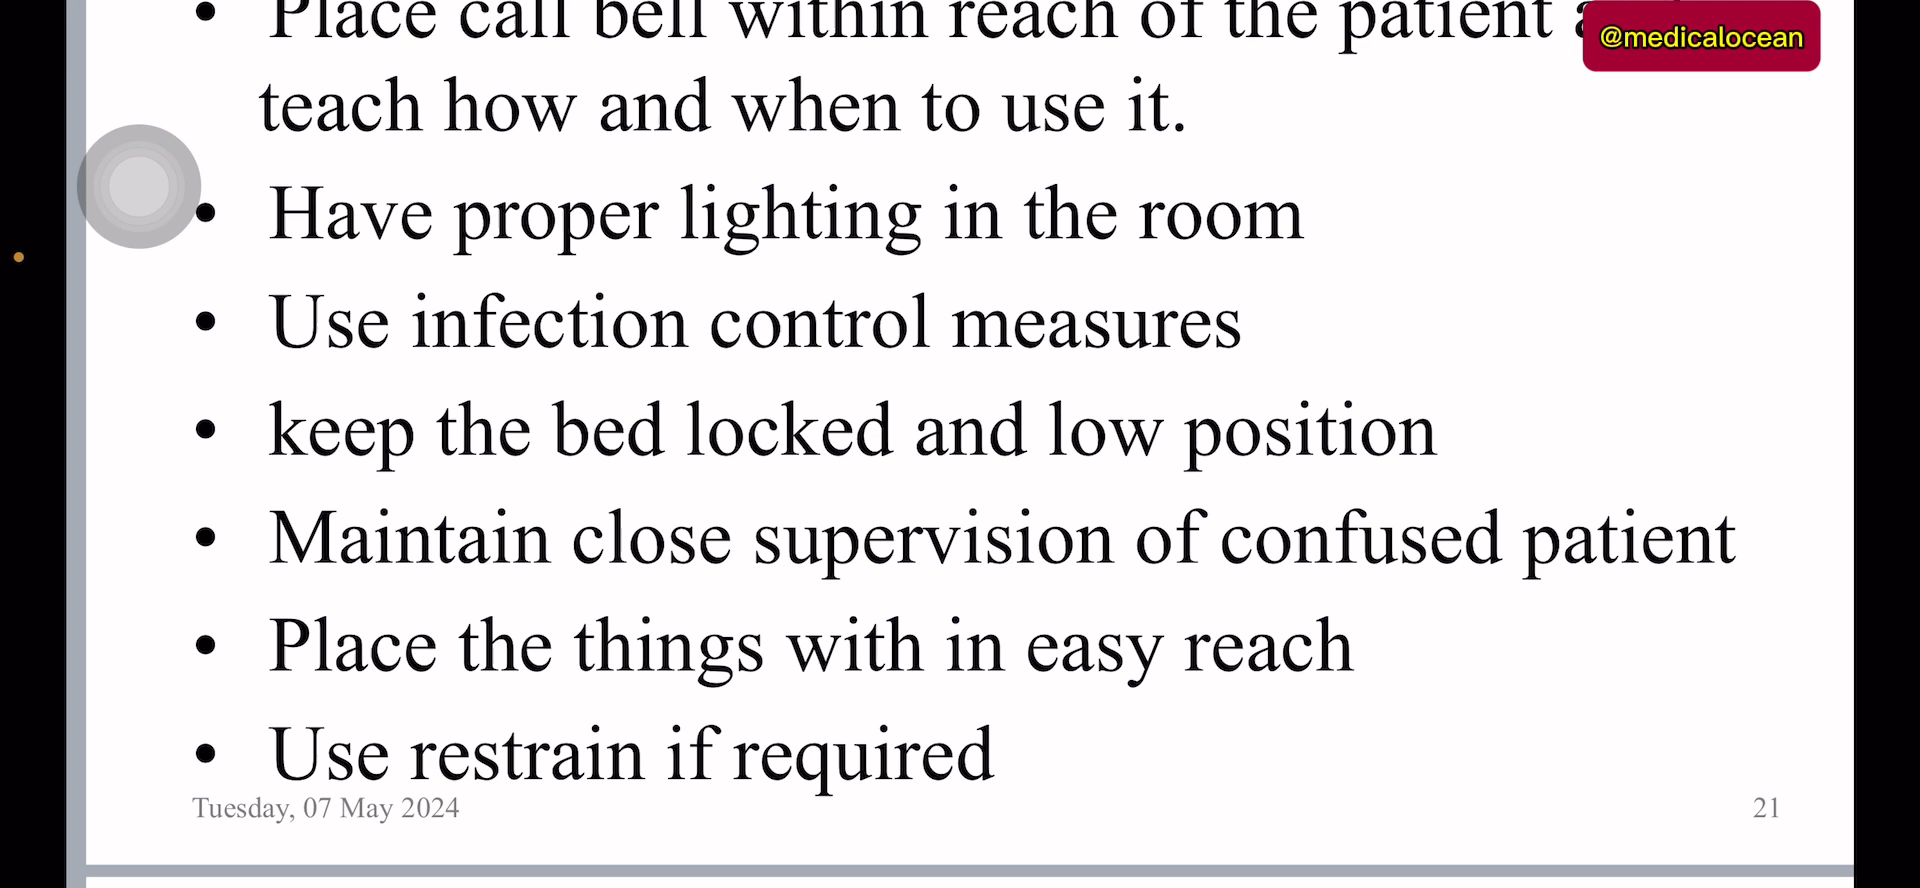 • Place call bell within reach of the patient
@medicalocean
teach how and when to use it.
• Have proper lighting in the room
• Use infection control measures
• keep the bed locked and low position
• Maintain close supervision of confused patient
• Place the things with in easy reach
• Use restrain if required
Tuesday, 07 May 2024
21